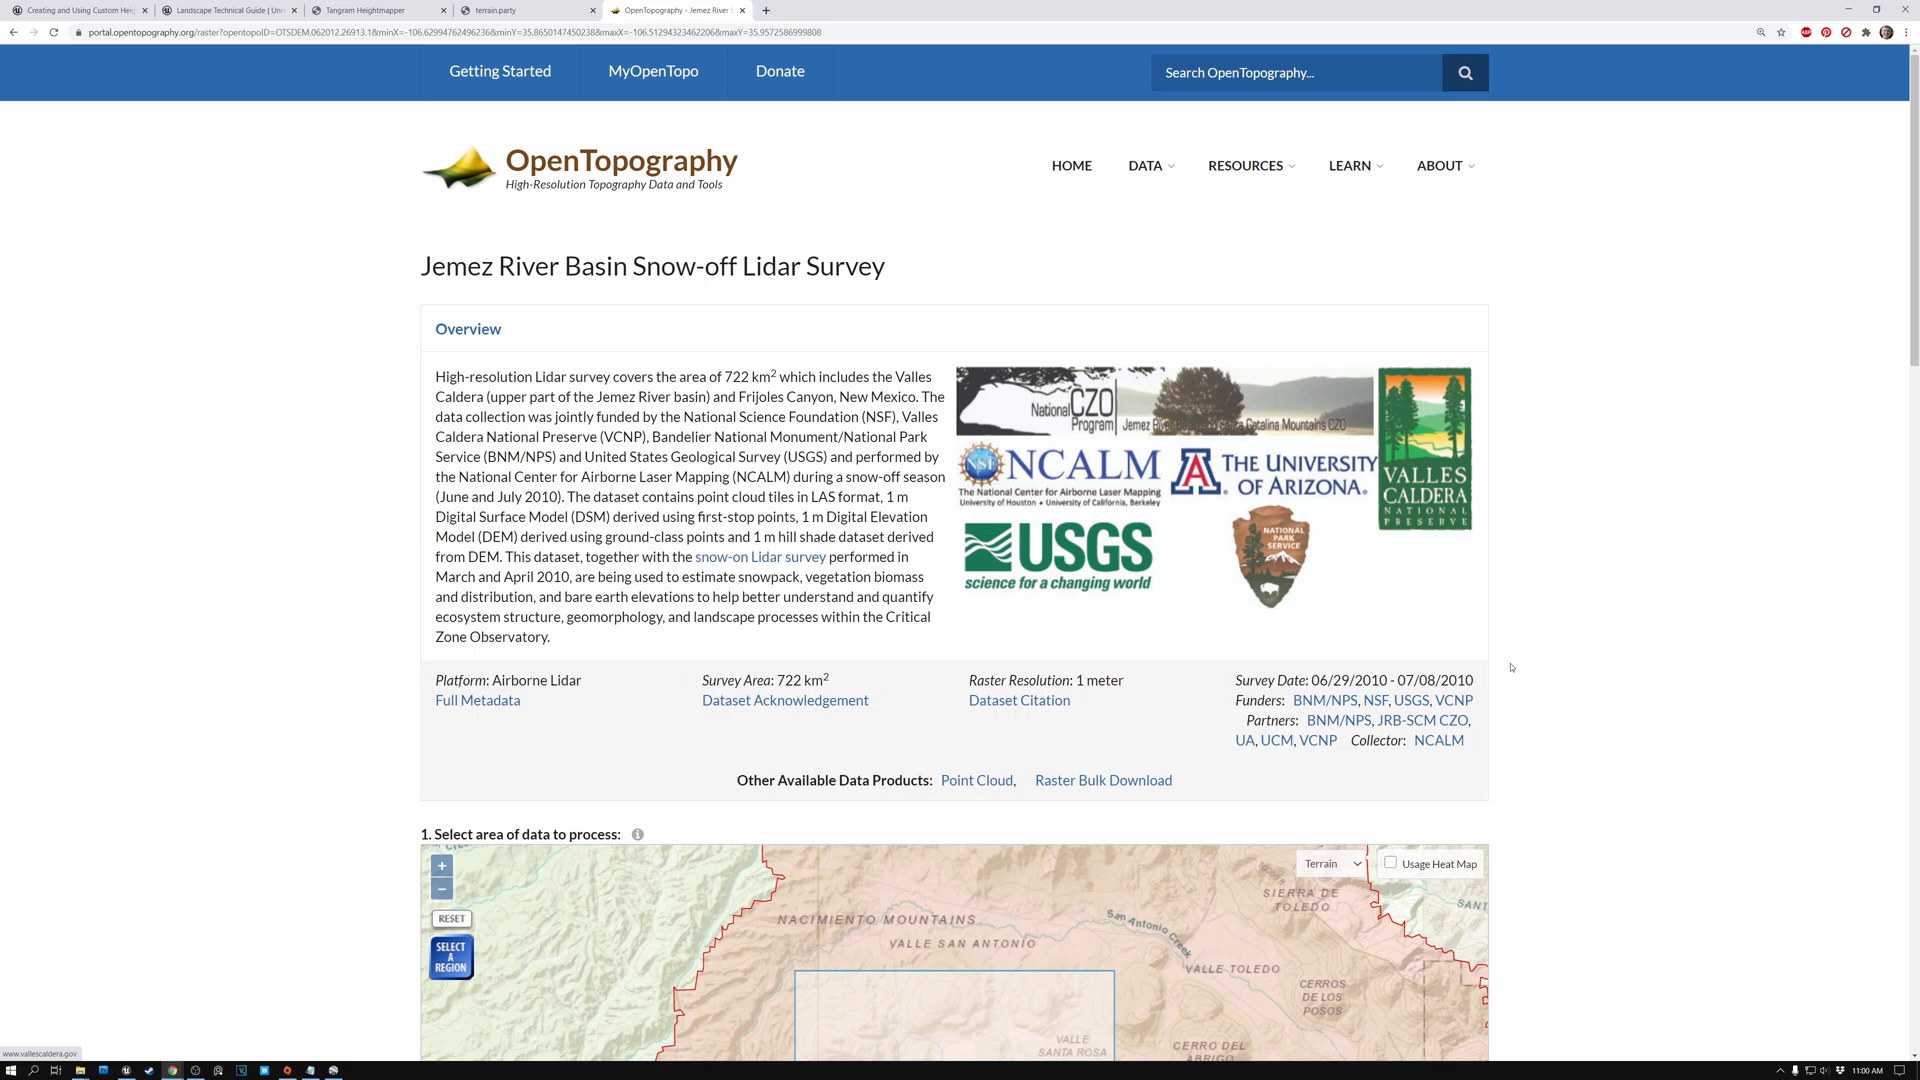 Creating and Using Custom Heig
Landscape Technical Guide | Unr
Tangram Heightmapper
terrain.party
OpenTopography - Jemez River
portal.opentopography.org/raster?opentopoID=OTSDEM.062012.26913.1&minX=-106.62994762496236&minY=35.8650147450238&maxX=-106.51294323462206&maxY=35.9572586999808
Getting Started
MyOpenTopo
Donate
Search OpenTopography...
OpenTopography
High-Resolution Topography Data and Tools
HOME
DATA
RESOURCES
LEARN
ABOUT
Jemez River Basin Snow-off Lidar Survey
Overview
High-resolution Lidar survey covers the area of 722 km2 which includes the Valles
Caldera (upper part of the Jemez River basin) and Frijoles Canyon, New Mexico. The
data collection was jointly funded by the National Science Foundation (NSF), Valles
Caldera National Preserve (VCNP), Bandelier National Monument/National Park
Service (BNM/NPS) and United States Geological Survey (USGS) and performed by
the National Center for Airborne Laser Mapping (NCALM) during a snow-off season
(June and July 2010). The dataset contains point cloud tiles in LAS format, 1 m
Digital Surface Model (DSM) derived using first-stop points, 1 m Digital Elevation
Model (DEM) derived using ground-class points and 1 m hill shade dataset derived
from DEM. This dataset, together with the snow-on Lidar survey performed in
March and April 2010, are being used to estimate snowpack, vegetation biomass
and distribution, and bare earth elevations to help better understand and quantify
ecosystem structure, geomorphology, and landscape processes within the Critical
Zone Observatory.
National CZO Program
Jemez River Basin Santa Catalina Mountains CZO
NSF
NCALM
The National Center for Airborne Laser Mapping
University of Houston • University of California, Berkeley
A THE UNIVERSITY
OF ARIZONA.
VALLES
CALDERA
NATIONAL
PRESERVE
USGS
science for a changing world
NATIONAL
PARK
SERVICE
Platform: Airborne Lidar
Full Metadata
Survey Area: 722 km2
Dataset Acknowledgement
Raster Resolution: 1 meter
Dataset Citation
Survey Date: 06/29/2010 - 07/08/2010
Funders: BNM/NPS, NSF, USGS, VCNP
Partners: BNM/NPS, JRB-SCM CZO,
UA, UCM, VCNP Collector: NCALM
Other Available Data Products: Point Cloud, Raster Bulk Download
1. Select area of data to process:
+
−
RESET
SELECT
A
REGION
Terrain
Usage Heat Map
NACIMIENTO MOUNTAINS
VALLE SAN ANTONIO
San Antonio Creek
VALLE TOLEDO
SIERRA DE
TOLEDO
SANT
CERROS
DE LOS
POSOS
VALLE
SANTA ROSA
CERRO DEL
ABRIGO
www.vallescaldera.gov
11:00 AM